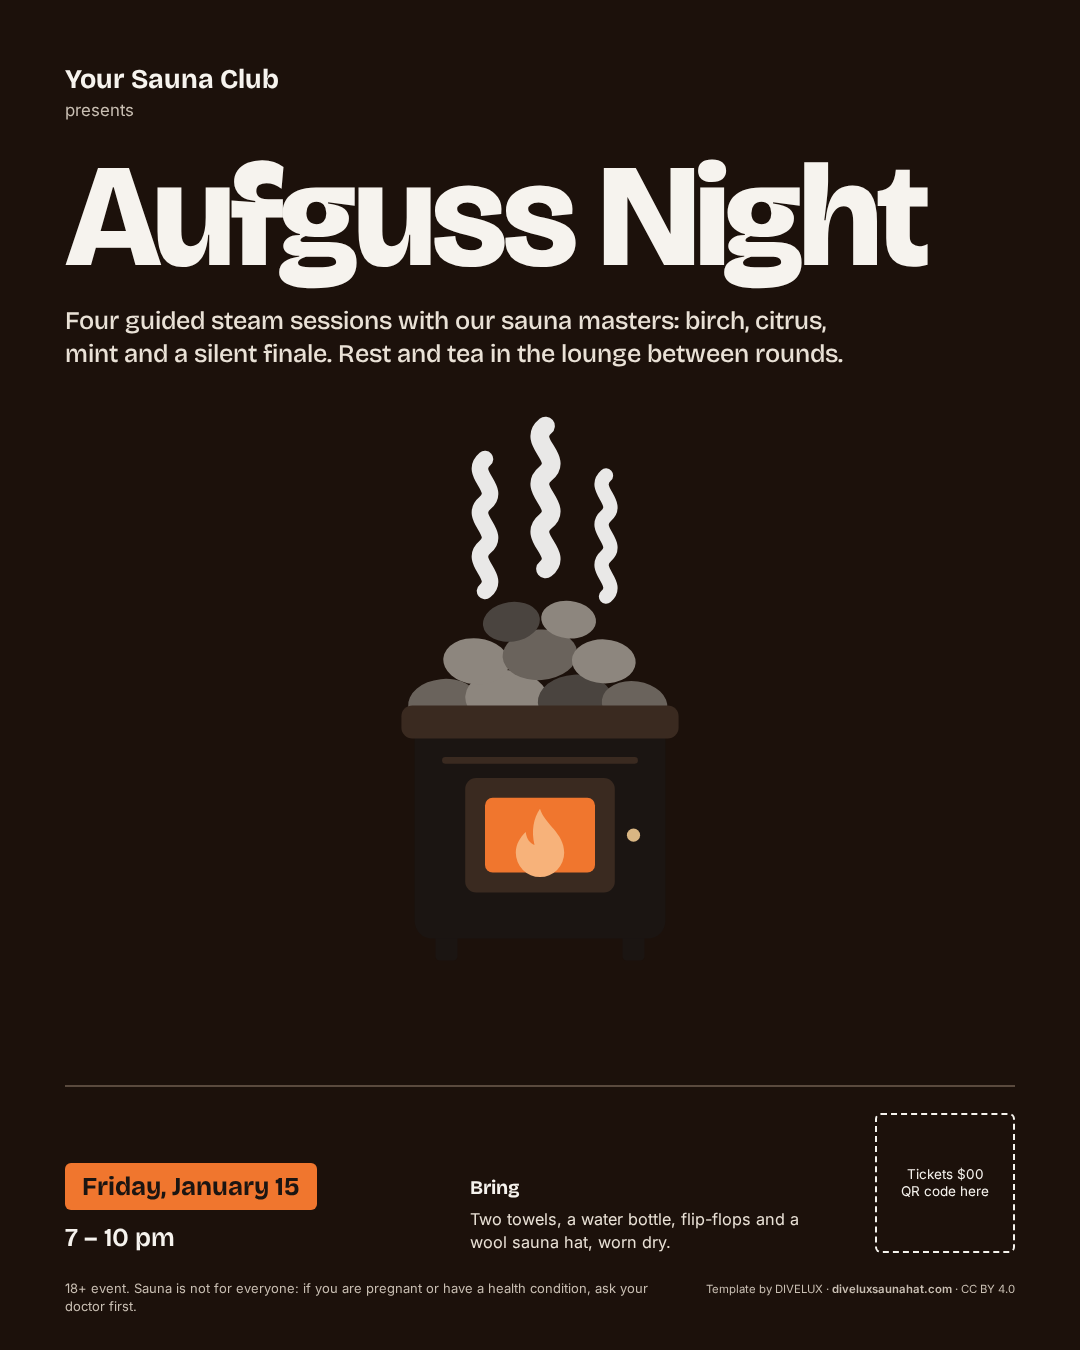 Your Sauna Club
presents
Aufguss Night
Four guided steam sessions with our sauna masters: birch, citrus,
mint and a silent finale. Rest and tea in the lounge between rounds.
Friday, January 15
7 – 10 pm
Bring
Two towels, a water bottle, flip-flops and a
wool sauna hat, worn dry.
Tickets $00
QR code here
18+ event. Sauna is not for everyone: if you are pregnant or have a health condition, ask your
doctor first.
Template by DIVELUX · diveluxsaunahat.com · CC BY 4.0